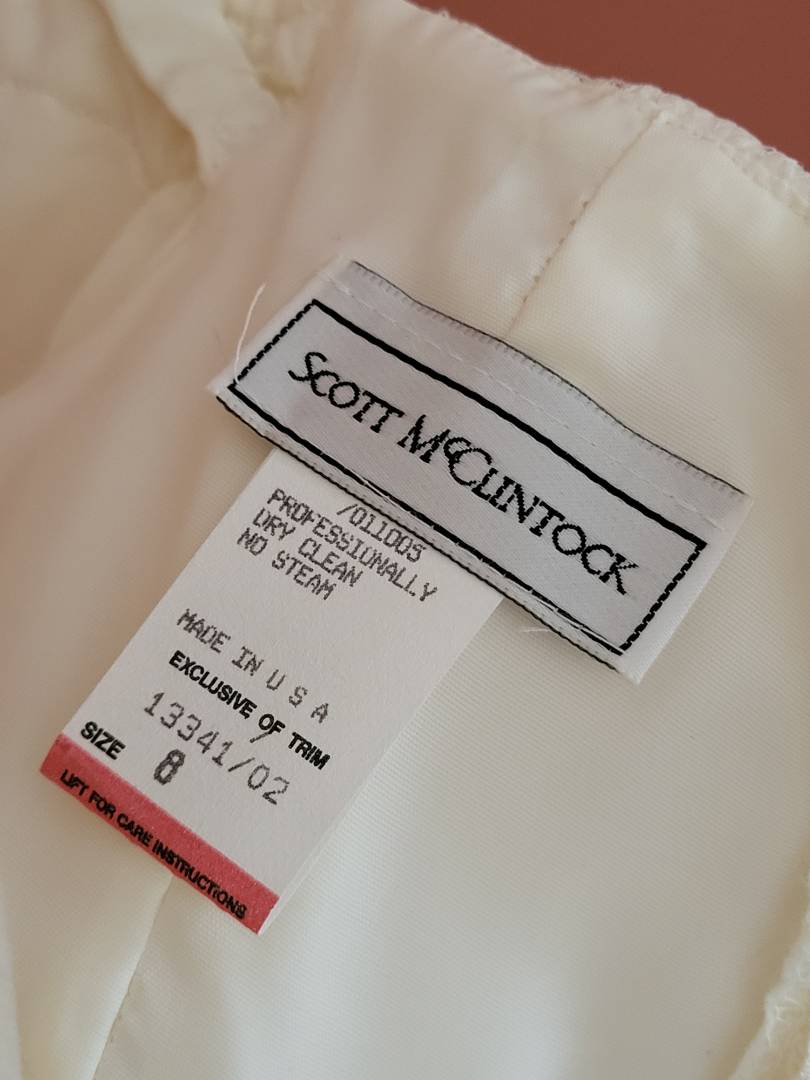 SCOTT McCLINTOCK
/011005
PROFESSIONALLY
DRY CLEAN
NO STEAM
MADE IN U S A
EXCLUSIVE OF TRIM
13341/02
SIZE 8
LIFT FOR CARE INSTRUCTIONS